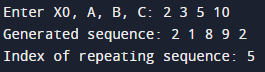 Enter X0, A, B, C: 2 3 5 10
Generated sequence: 2 1 8 9 2
Index of repeating sequence: 5